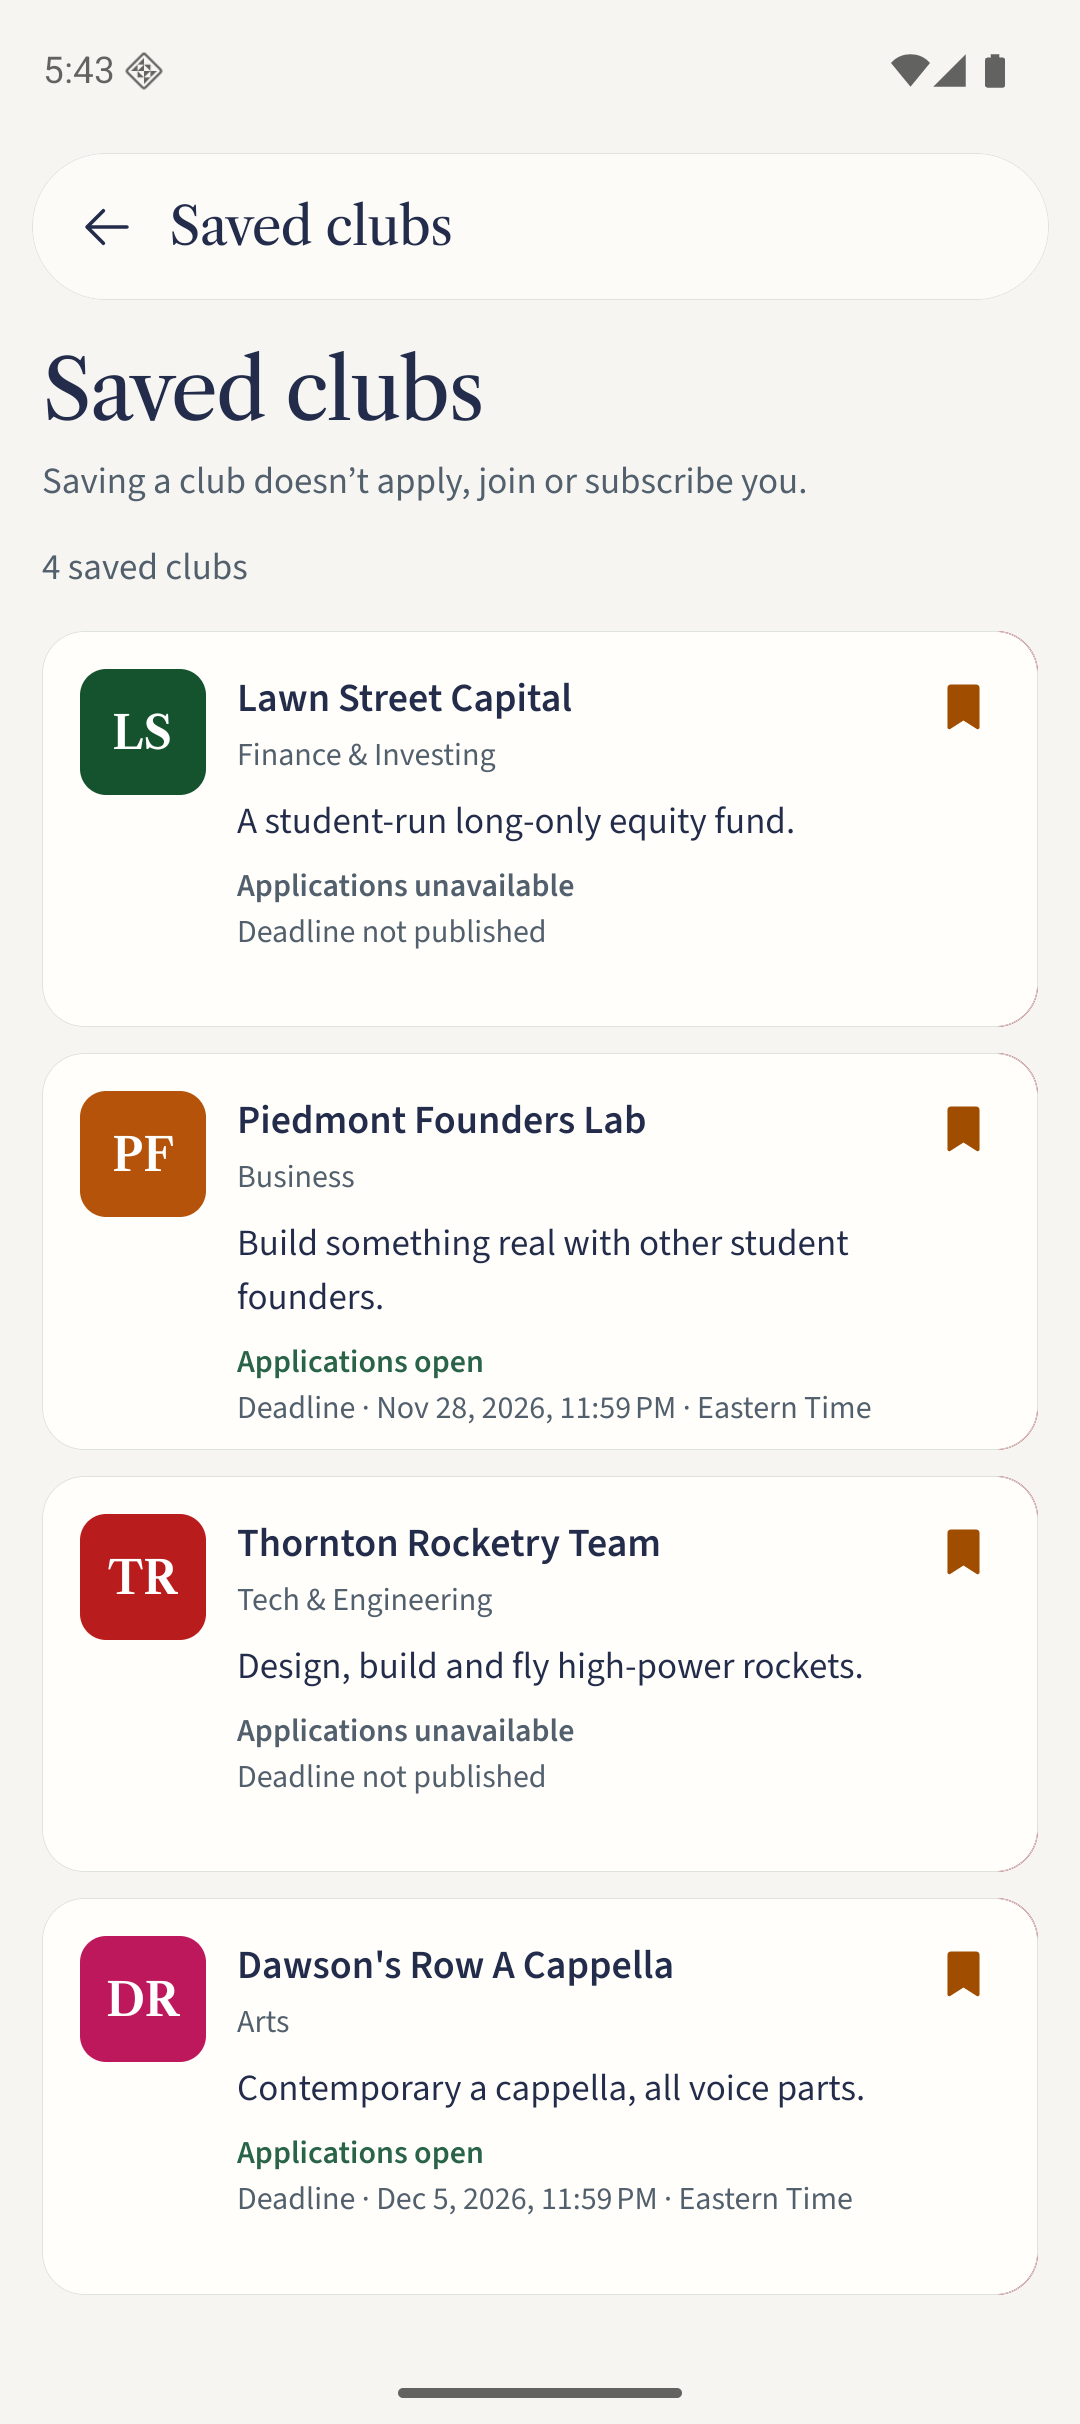 5:43
Saved clubs
Saved clubs
Saving a club doesn’t apply, join or subscribe you.
4 saved clubs
LS
Lawn Street Capital
Finance & Investing
A student-run long-only equity fund.
Applications unavailable
Deadline not published
PF
Piedmont Founders Lab
Business
Build something real with other student
founders.
Applications open
Deadline · Nov 28, 2026, 11:59 PM · Eastern Time
TR
Thornton Rocketry Team
Tech & Engineering
Design, build and fly high-power rockets.
Applications unavailable
Deadline not published
DR
Dawson's Row A Cappella
Arts
Contemporary a cappella, all voice parts.
Applications open
Deadline · Dec 5, 2026, 11:59 PM · Eastern Time